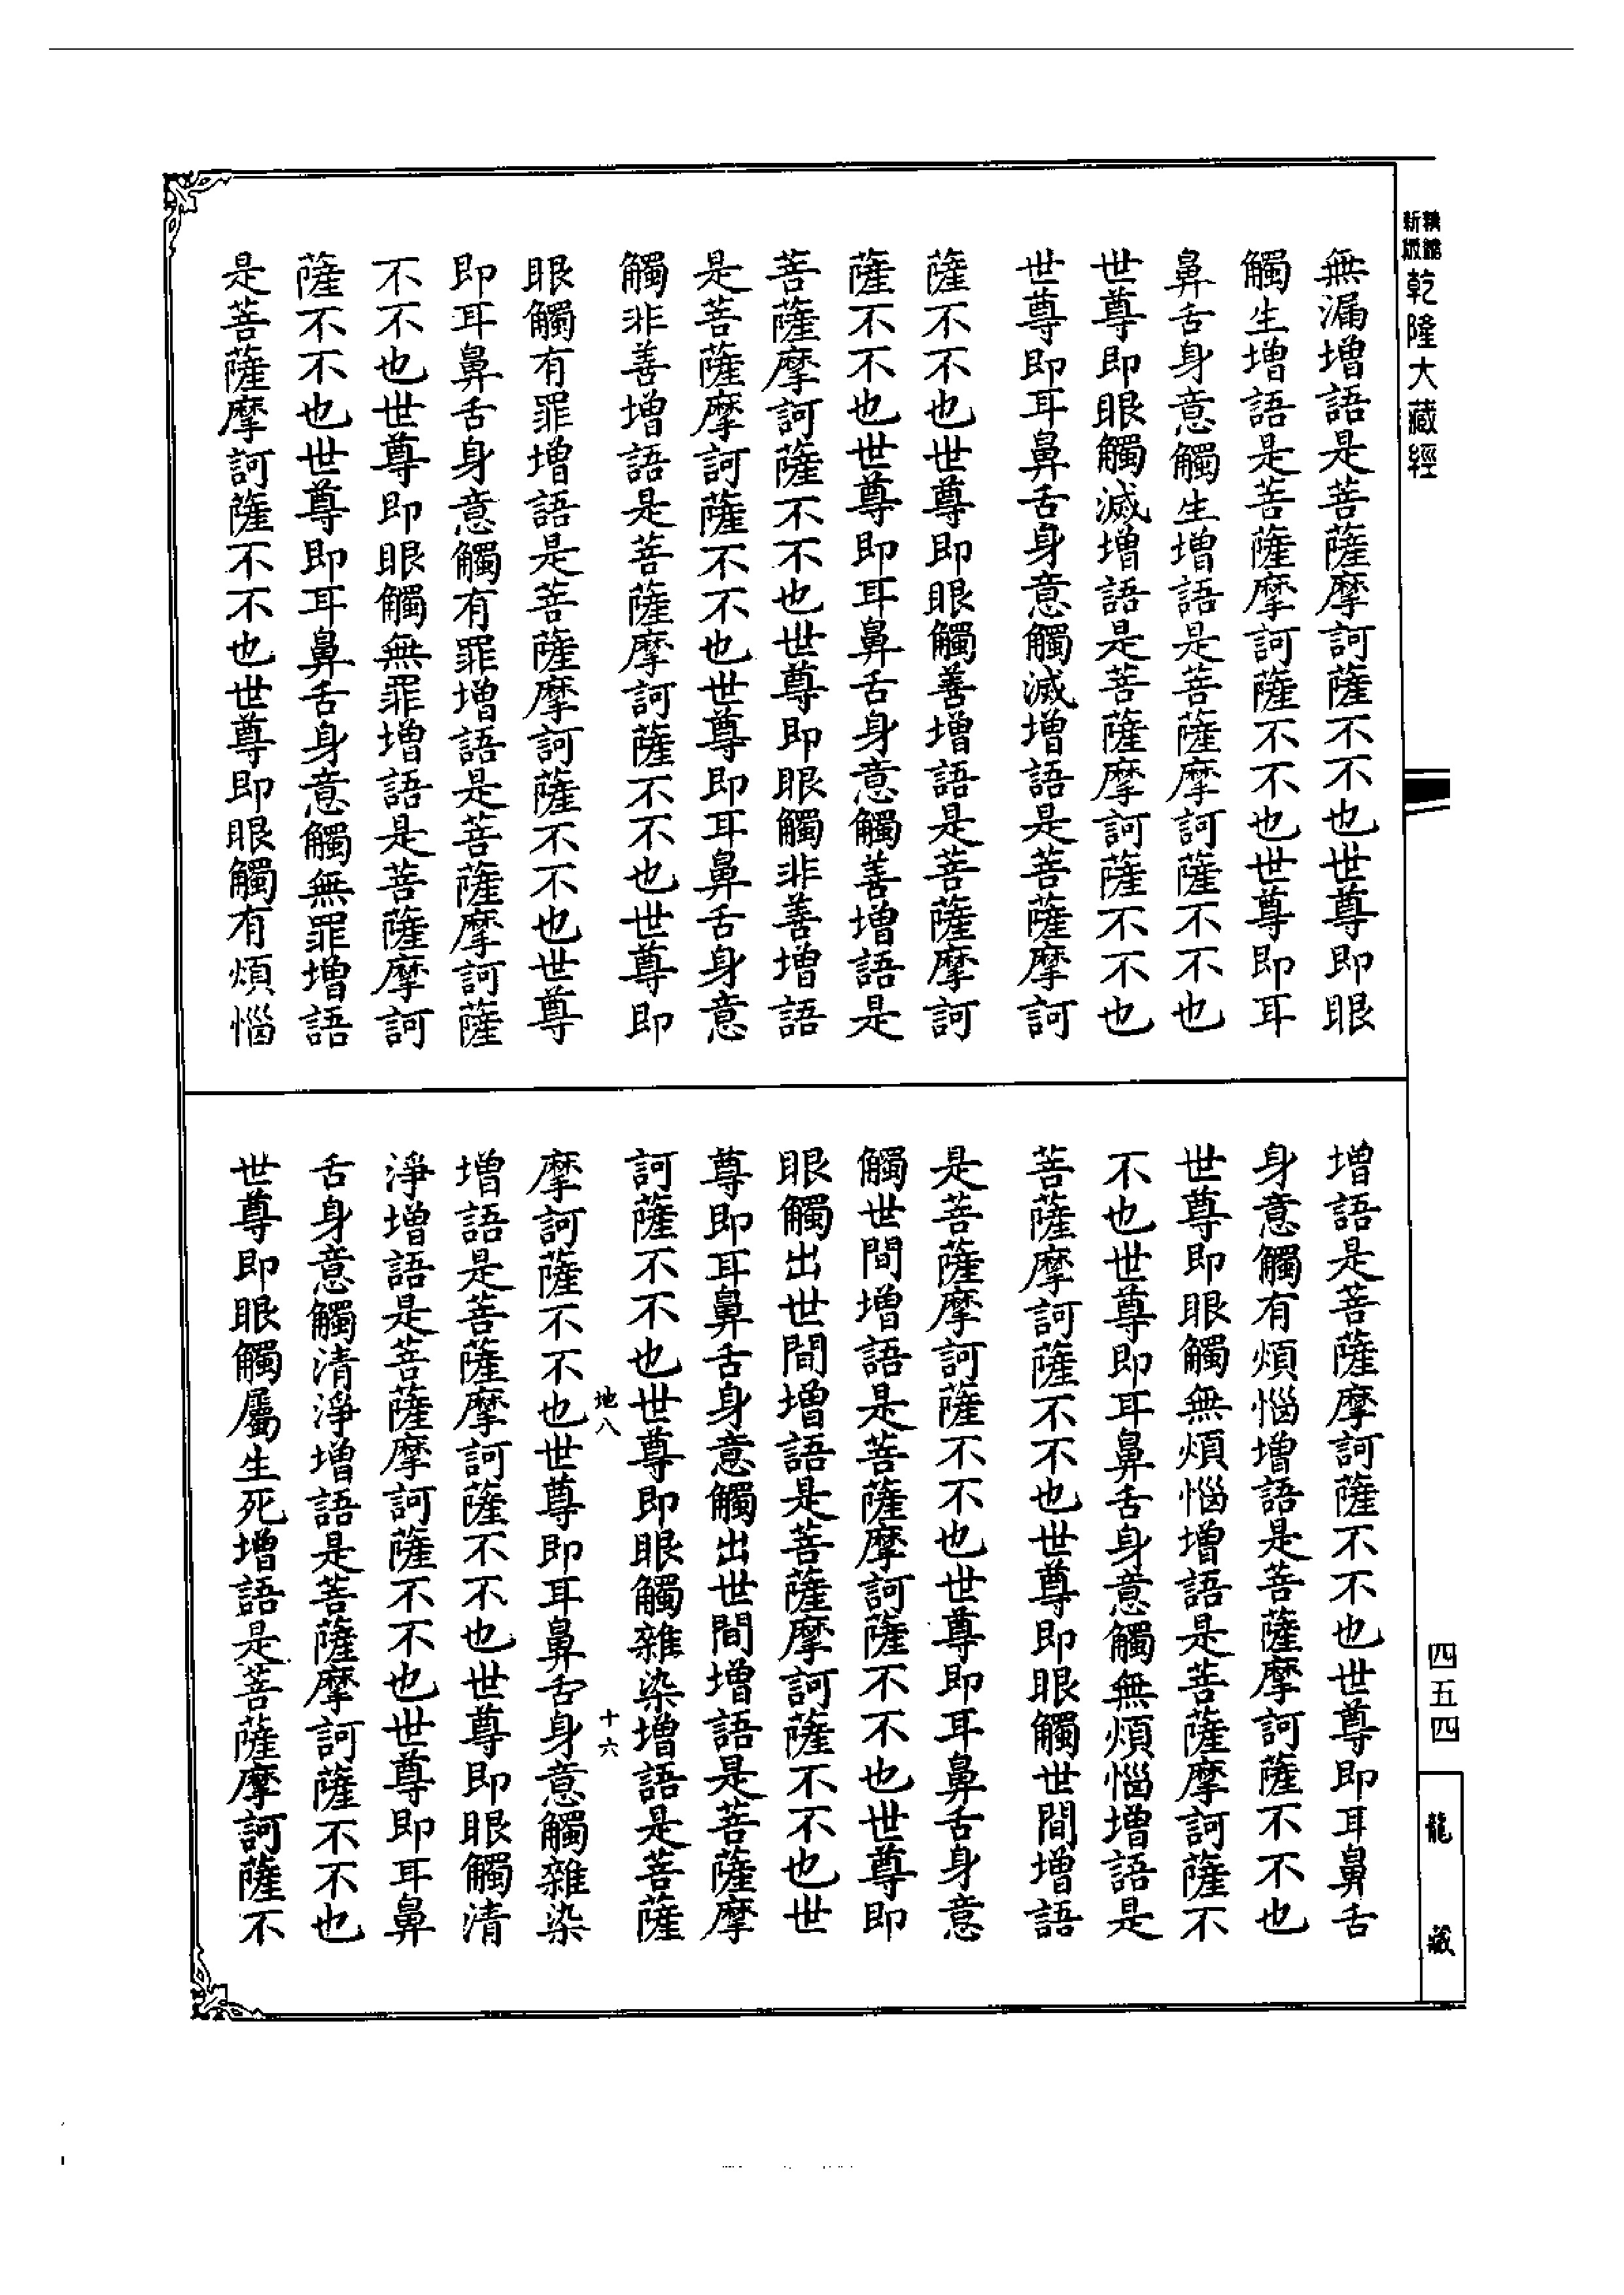 新版
乾隆大藏經
無漏增語是菩薩摩訶薩不不也世尊即眼
觸生增語是菩薩摩訶薩不不也世尊即耳
鼻舌身意觸生增語是菩薩摩訶薩不不也
世尊即眼觸滅增語是菩薩摩訶薩不不也
世尊即耳鼻舌身意觸滅增語是菩薩摩訶
薩不不也世尊即眼觸善增語是菩薩摩訶
薩不不也世尊即耳鼻舌身意觸善增語是
菩薩摩訶薩不不也世尊即眼觸非善增語
是菩薩摩訶薩不不也世尊即耳鼻舌身意
觸非善增語是菩薩摩訶薩不不也世尊即
眼觸有罪增語是菩薩摩訶薩不不也世尊
即耳鼻舌身意觸有罪增語是菩薩摩訶薩
不不也世尊即眼觸無罪增語是菩薩摩訶
薩不不也世尊即耳鼻舌身意觸無罪增語
是菩薩摩訶薩不不也世尊即眼觸有煩惱
增語是菩薩摩訶薩不不也世尊即耳鼻舌
身意觸有煩惱增語是菩薩摩訶薩不不也
世尊即眼觸無煩惱增語是菩薩摩訶薩不
不也世尊即耳鼻舌身意觸無煩惱增語是
菩薩摩訶薩不不也世尊即眼觸世間增語
是菩薩摩訶薩不不也世尊即耳鼻舌身意
觸世間增語是菩薩摩訶薩不不也世尊即
眼觸出世間增語是菩薩摩訶薩不不也世
尊即耳鼻舌身意觸出世間增語是菩薩摩
訶薩不不也世尊即眼觸雜染增語是菩薩
地八 十六
摩訶薩不不也世尊即耳鼻舌身意觸雜染
增語是菩薩摩訶薩不不也世尊即眼觸清
淨增語是菩薩摩訶薩不不也世尊即耳鼻
舌身意觸清淨增語是菩薩摩訶薩不不也
世尊即眼觸屬生死增語是菩薩摩訶薩不
四五四
龍藏